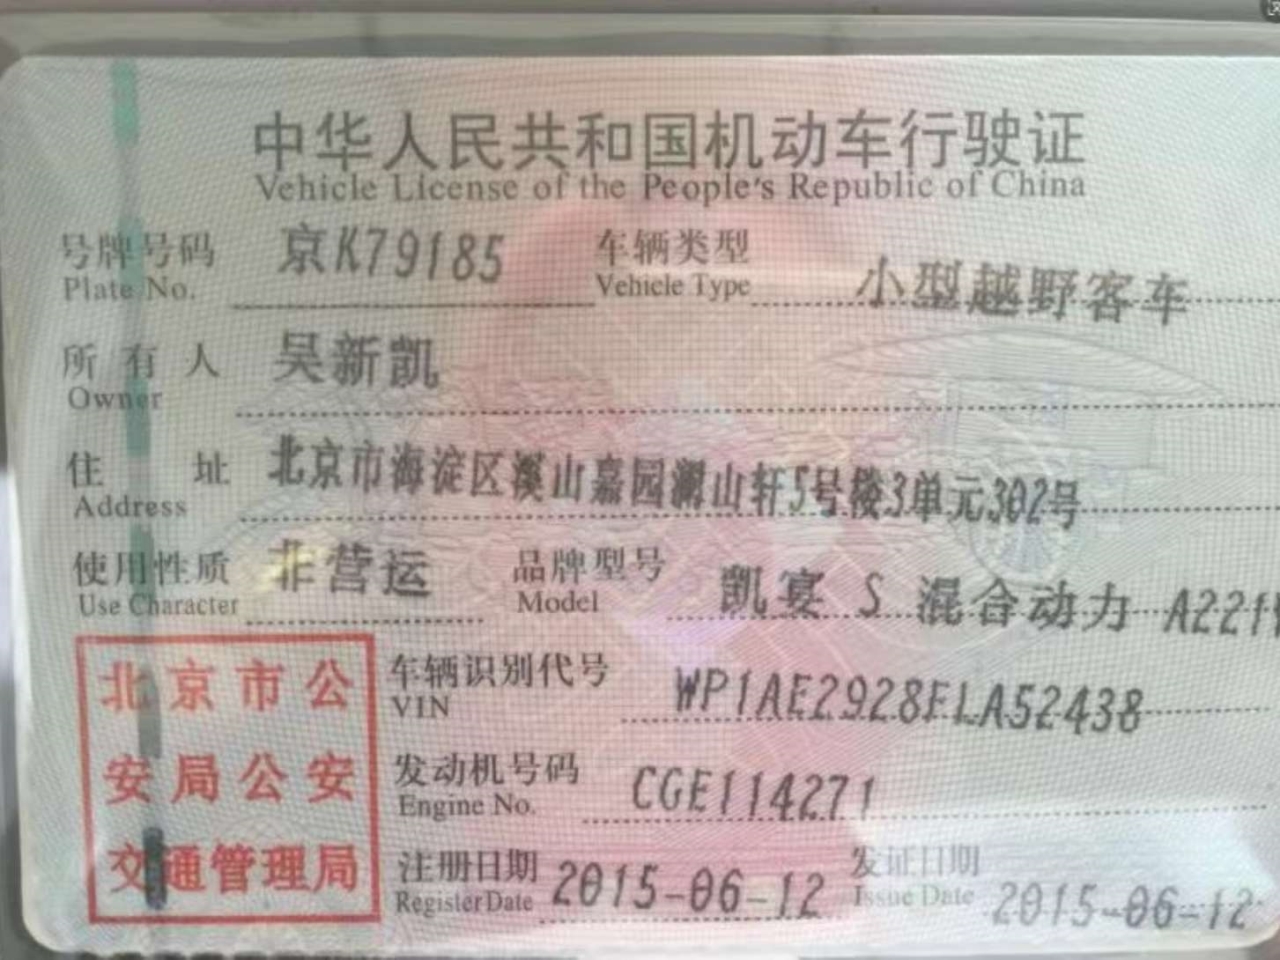 中华人民共和国机动车行驶证
Vehicle License of the People's Republic of China
号牌号码 京K79185 车辆类型 小型越野客车
Plate No. Vehicle Type
所有人 吴新凯
Owner
住址 北京市海淀区溪山嘉园澜山轩5号楼3单元302号
Address
使用性质 非营运 品牌型号 凯宴 S 混合动力 A221
Use Character Model
北京市公
安局公安
交通管理局
车辆识别代号 WP1AE2928FLA52438
VIN
发动机号码 CGE114271
Engine No.
注册日期 2015-06-12 发证日期 2015-06-12
Register Date Issue Date